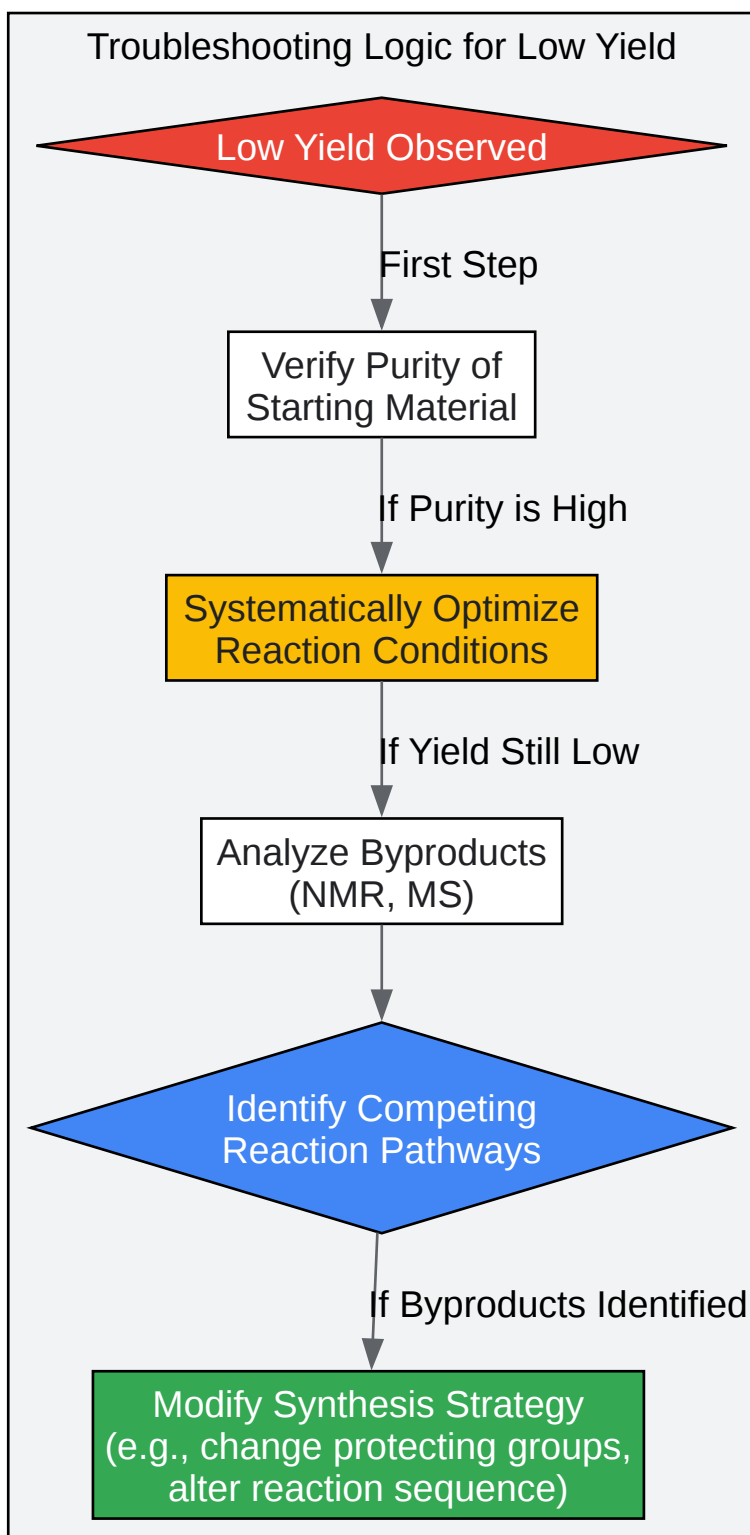 Troubleshooting Logic for Low Yield
Low Yield Observed
First Step
Verify Purity of
Starting Material
If Purity is High
Systematically Optimize
Reaction Conditions
If Yield Still Low
Analyze Byproducts
(NMR, MS)
Identify Competing
Reaction Pathways
If Byproducts Identified
Modify Synthesis Strategy
(e.g., change protecting groups,
alter reaction sequence)